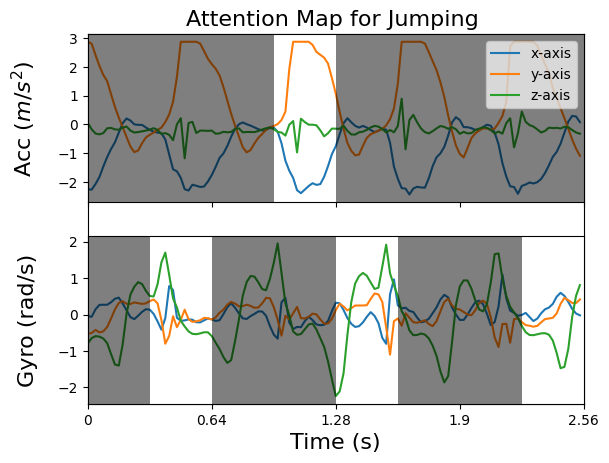 Attention Map for Jumping
Acc (m/s²)
3
2
1
0
−1
−2
x-axis
y-axis
z-axis
Gyro (rad/s)
2
1
0
−1
−2
0
0.64
1.28
1.9
2.56
Time (s)